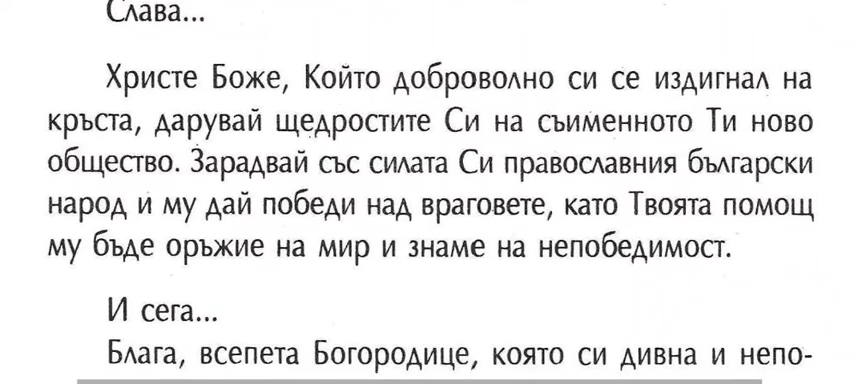 Слава...
Христе Боже, Който доброволно си се издигнал на
кръста, дарувай щедростите Си на съименното Ти ново
общество. Зарадвай със силата Си православния български
народ и му дай победи над враговете, като Твоята помощ
му бъде оръжие на мир и знаме на непобедимост.
И сега...
Блага, всепета Богородице, която си дивна и непо-